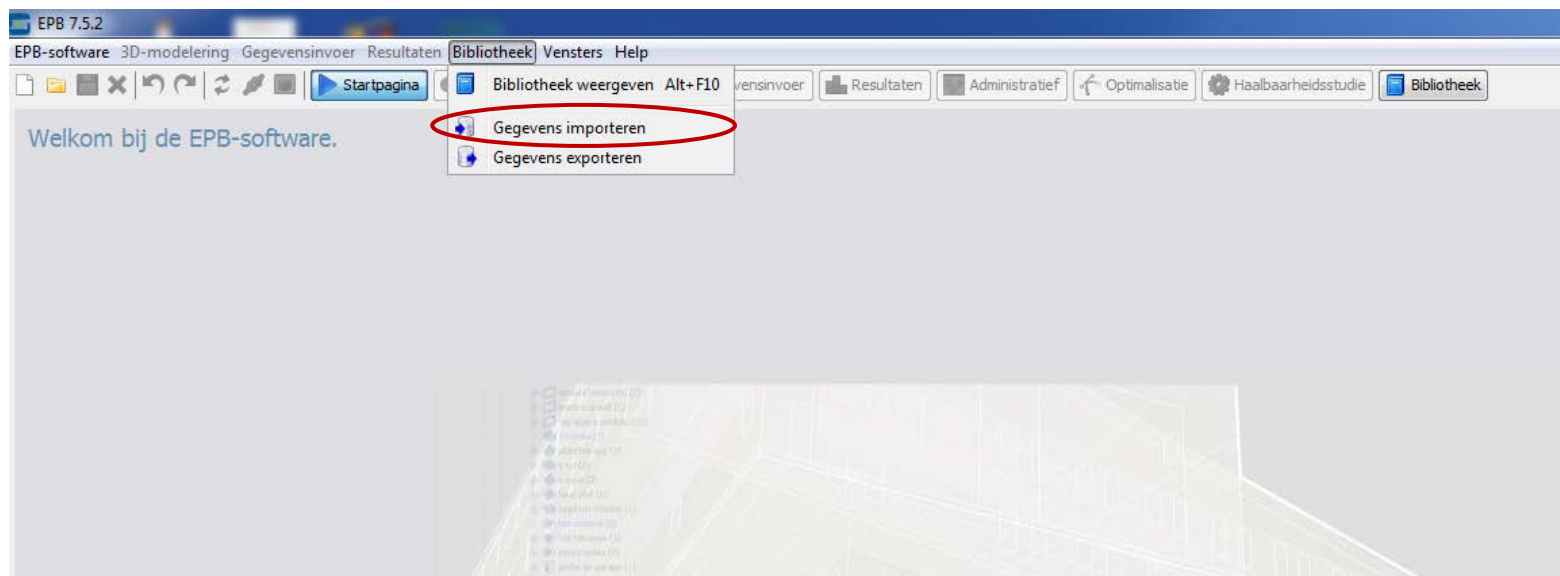 EPB 7.5.2
EPB-software 3D-modelering Gegevensinvoer Resultaten Bibliotheek Vensters Help
Startpagina vensinvoer Resultaten Administratief Optimalisatie Haalbaarheidsstudie Bibliotheek
Bibliotheek weergeven Alt+F10
Gegevens importeren
Gegevens exporteren
Welkom bij de EPB-software.